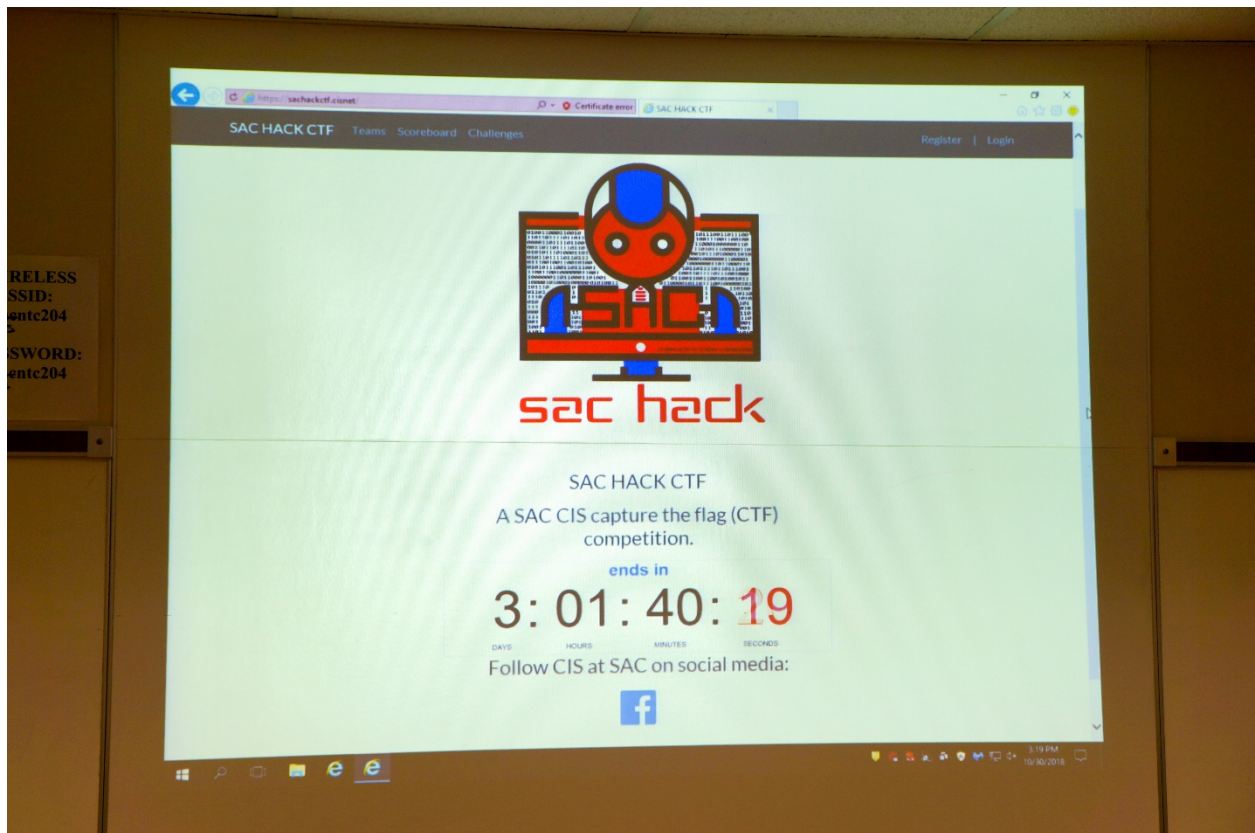 https://sachackctf.cisnet/
Certificate error
SAC HACK CTF
SAC HACK CTF Teams Scoreboard Challenges
Register | Login
SAC
sac hack
RELESS
SSID:
entc204
SSWORD:
entc204
SAC HACK CTF
A SAC CIS capture the flag (CTF)
competition.
ends in
3: 01: 40: 19
DAYS HOURS MINUTES SECONDS
Follow CIS at SAC on social media:
f
3:19 PM
10/30/2018